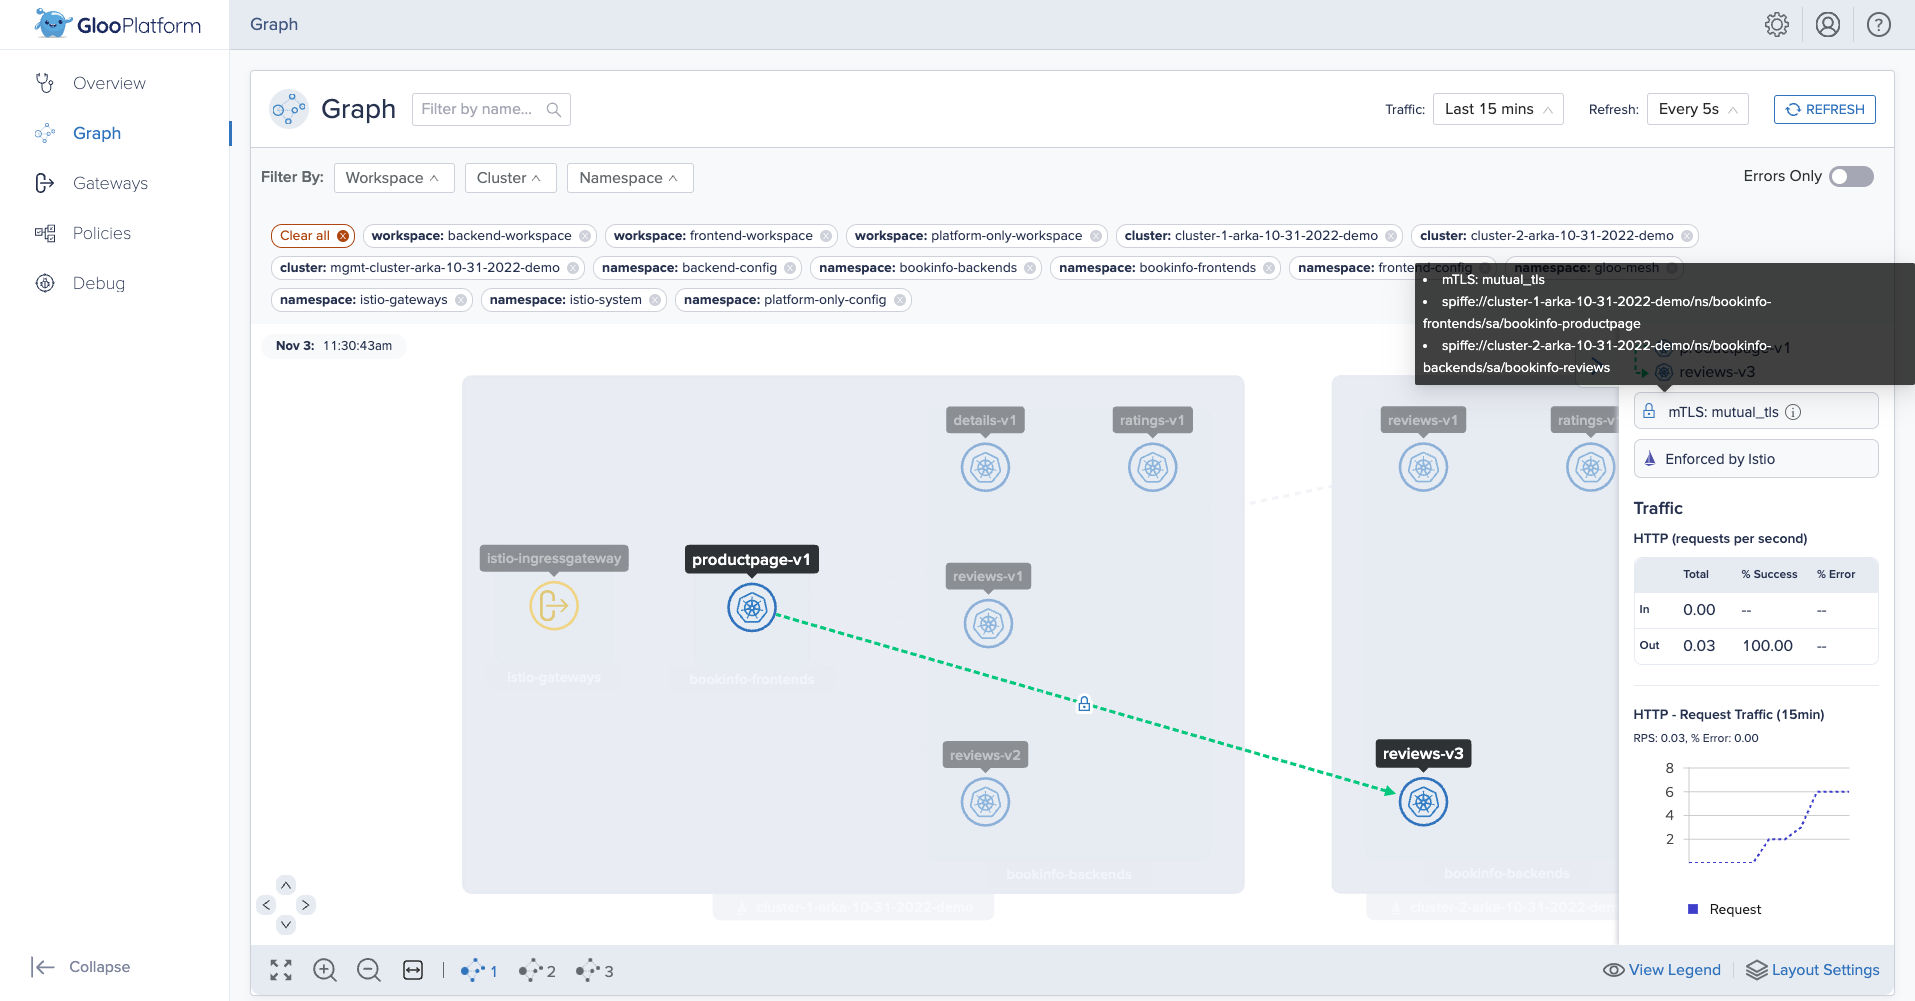 GlooPlatform
Graph
Overview
Graph
Gateways
Policies
Debug
Collapse
Graph
Filter by name...
Traffic:
Last 15 mins
Refresh:
Every 5s
REFRESH
Filter By:
Workspace
Cluster
Namespace
Errors Only
Clear all
workspace: backend-workspace
workspace: frontend-workspace
workspace: platform-only-workspace
cluster: cluster-1-arka-10-31-2022-demo
cluster: cluster-2-arka-10-31-2022-demo
cluster: mgmt-cluster-arka-10-31-2022-demo
namespace: backend-config
namespace: bookinfo-backends
namespace: bookinfo-frontends
namespace: frontend-config
namespace: gloo-mesh
namespace: istio-gateways
namespace: istio-system
namespace: platform-only-config
• mTLS: mutual_tls
• spiffe://cluster-1-arka-10-31-2022-demo/ns/bookinfo-
frontends/sa/bookinfo-productpage
• spiffe://cluster-2-arka-10-31-2022-demo/ns/bookinfo-
backends/sa/bookinfo-reviews
productpage-v1
reviews-v3
Nov 3: 11:30:43am
details-v1
ratings-v1
reviews-v1
ratings-v
istio-ingressgateway
productpage-v1
reviews-v1
istio-gateways
bookinfo-frontends
reviews-v2
reviews-v3
bookinfo-backends
bookinfo-backends
cluster-1-arka-10-31-2022-demo
cluster-2-arka-10-31-2022-dem
mTLS: mutual_tls
Enforced by Istio
Traffic
HTTP (requests per second)
Total % Success % Error
In 0.00 -- --
Out 0.03 100.00 --
HTTP - Request Traffic (15min)
RPS: 0.03, % Error: 0.00
8
6
4
2
Request
1
2
3
View Legend
Layout Settings